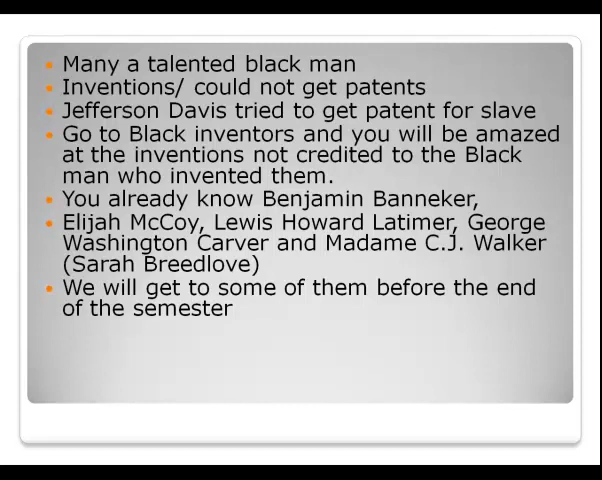 Many a talented black man
Inventions/ could not get patents
Jefferson Davis tried to get patent for slave
Go to Black inventors and you will be amazed
at the inventions not credited to the Black
man who invented them.
You already know Benjamin Banneker,
Elijah McCoy, Lewis Howard Latimer, George
Washington Carver and Madame C.J. Walker
(Sarah Breedlove)
We will get to some of them before the end
of the semester